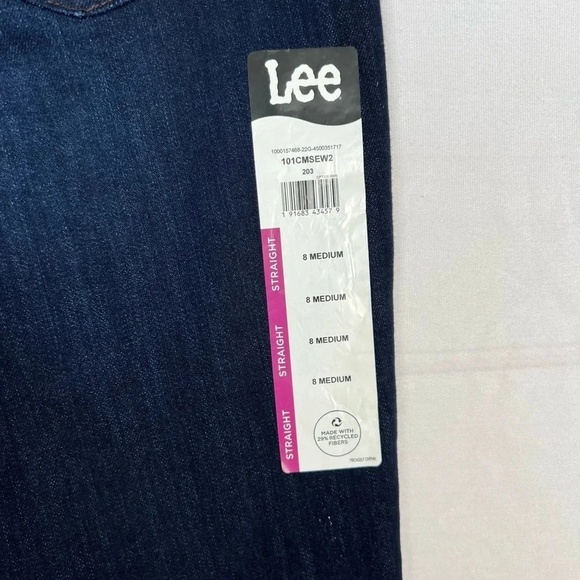 Lee
1000157468-22G-4500351717
101CMSEW2
203
1 91683 43457 9
STRAIGHT
8 MEDIUM
8 MEDIUM
STRAIGHT
8 MEDIUM
8 MEDIUM
STRAIGHT
MADE WITH
29% RECYCLED
FIBERS